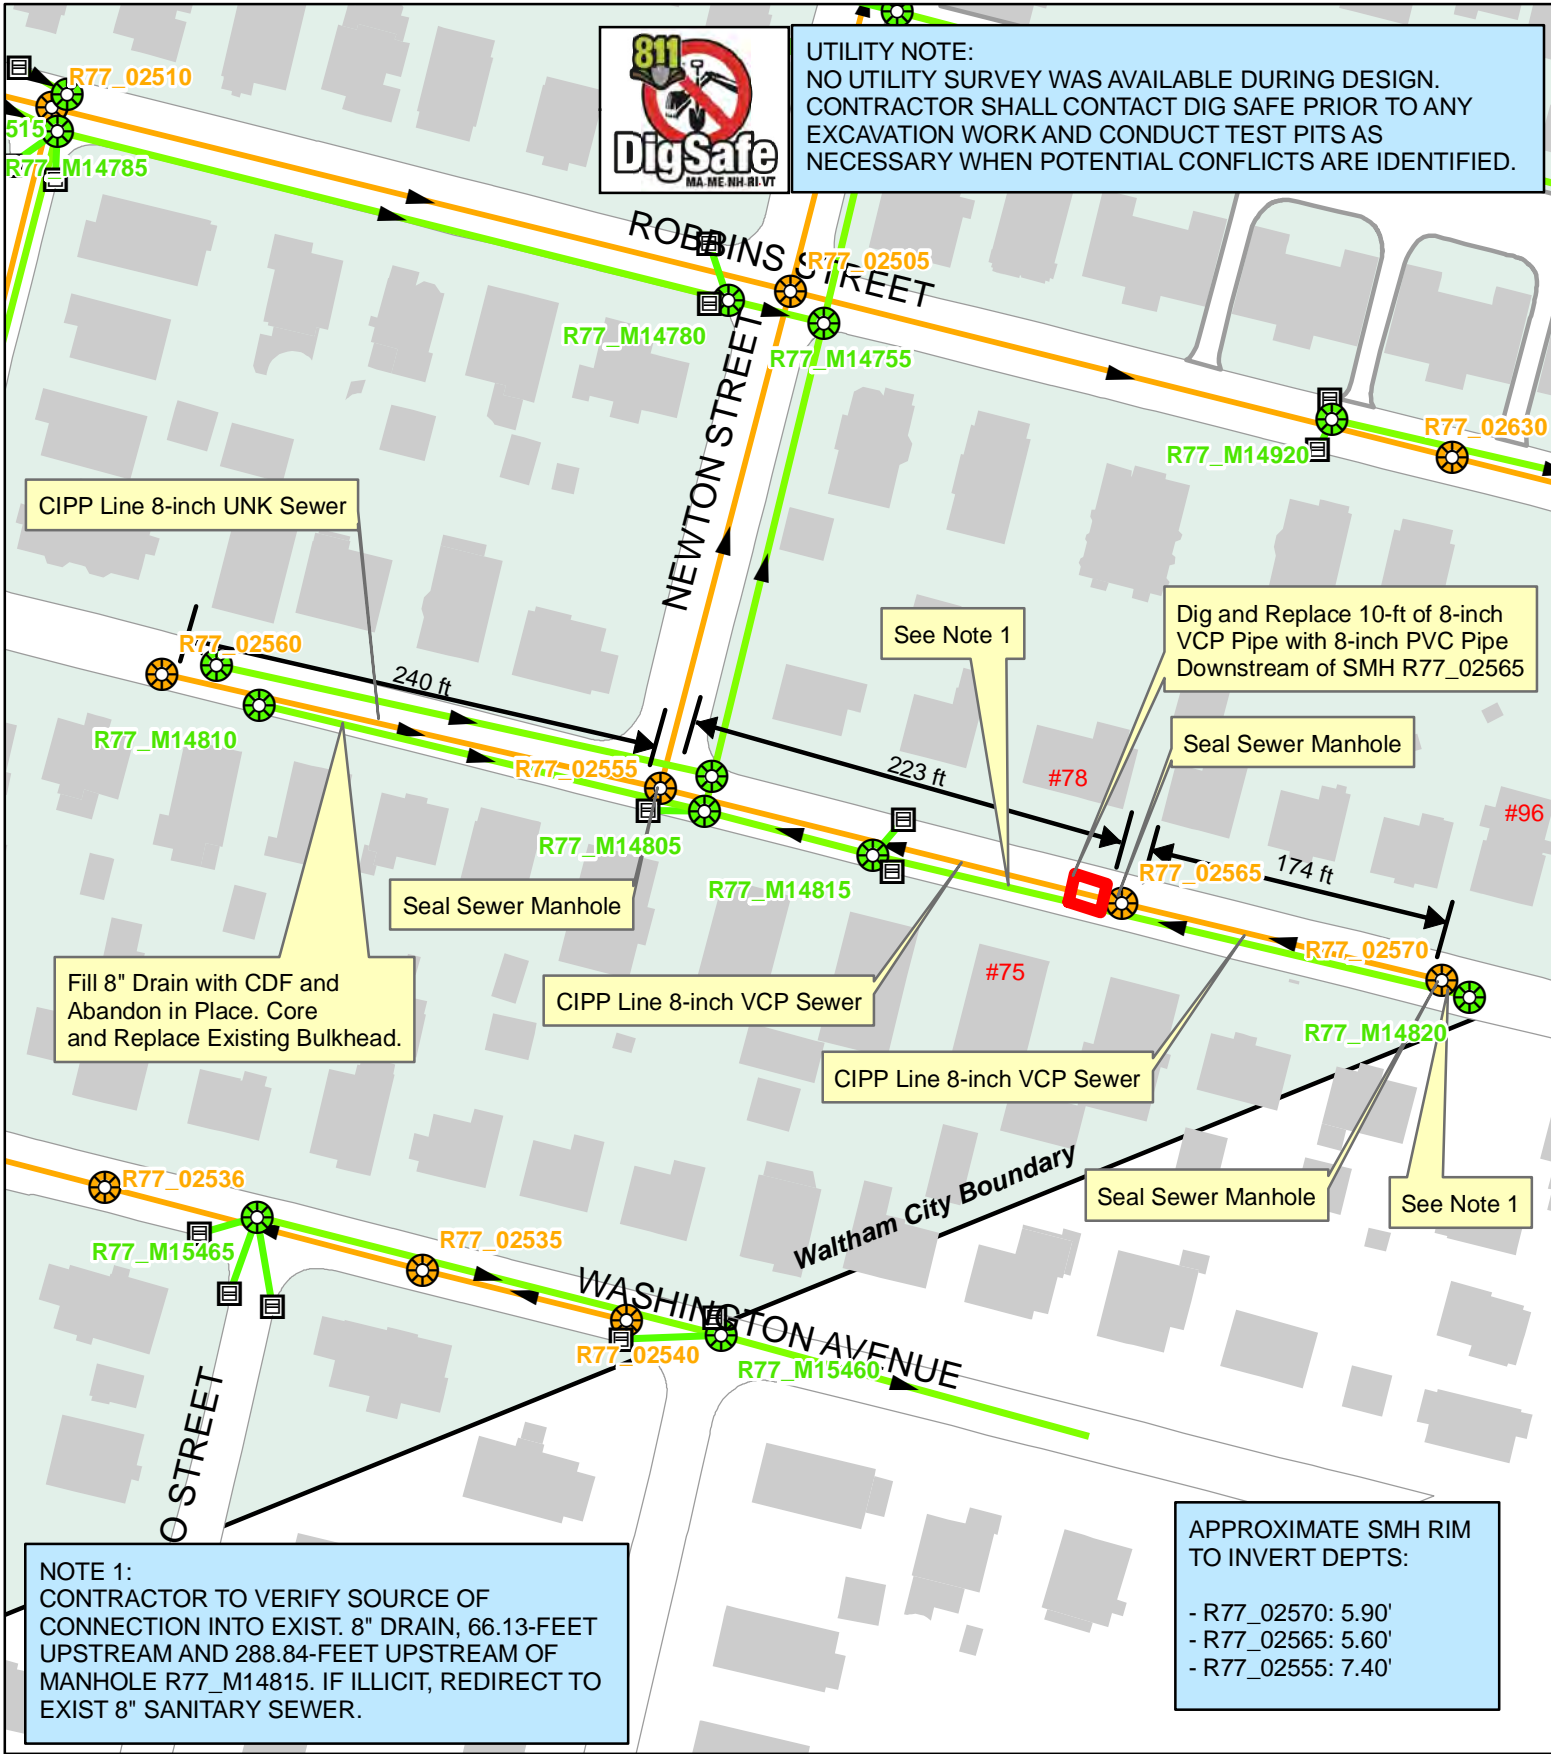 811
DigSafe
MA-ME-NH-RI-VT
UTILITY NOTE:
NO UTILITY SURVEY WAS AVAILABLE DURING DESIGN.
CONTRACTOR SHALL CONTACT DIG SAFE PRIOR TO ANY
EXCAVATION WORK AND CONDUCT TEST PITS AS
NECESSARY WHEN POTENTIAL CONFLICTS ARE IDENTIFIED.
R77_02510
515
R77_M14785
ROBBINS STREET
R77_02505
R77_M14780
R77_M14755
NEWTON STREET
R77_02630
R77_M14920
CIPP Line 8-inch UNK Sewer
See Note 1
Dig and Replace 10-ft of 8-inch
VCP Pipe with 8-inch PVC Pipe
Downstream of SMH R77_02565
R77_02560
240 ft
R77_M14810
Seal Sewer Manhole
R77_02555
223 ft
#78
#96
R77_M14805
R77_M14815
R77_02565
174 ft
Seal Sewer Manhole
R77_02570
#75
Fill 8" Drain with CDF and
Abandon in Place. Core
and Replace Existing Bulkhead.
CIPP Line 8-inch VCP Sewer
R77_M14820
CIPP Line 8-inch VCP Sewer
Waltham City Boundary
Seal Sewer Manhole
See Note 1
R77_02536
R77_M15465
R77_02535
WASHINGTON AVENUE
R77_02540
R77_M15460
O STREET
NOTE 1:
CONTRACTOR TO VERIFY SOURCE OF
CONNECTION INTO EXIST. 8" DRAIN, 66.13-FEET
UPSTREAM AND 288.84-FEET UPSTREAM OF
MANHOLE R77_M14815. IF ILLICIT, REDIRECT TO
EXIST 8" SANITARY SEWER.
APPROXIMATE SMH RIM
TO INVERT DEPTS:
- R77_02570: 5.90'
- R77_02565: 5.60'
- R77_02555: 7.40'